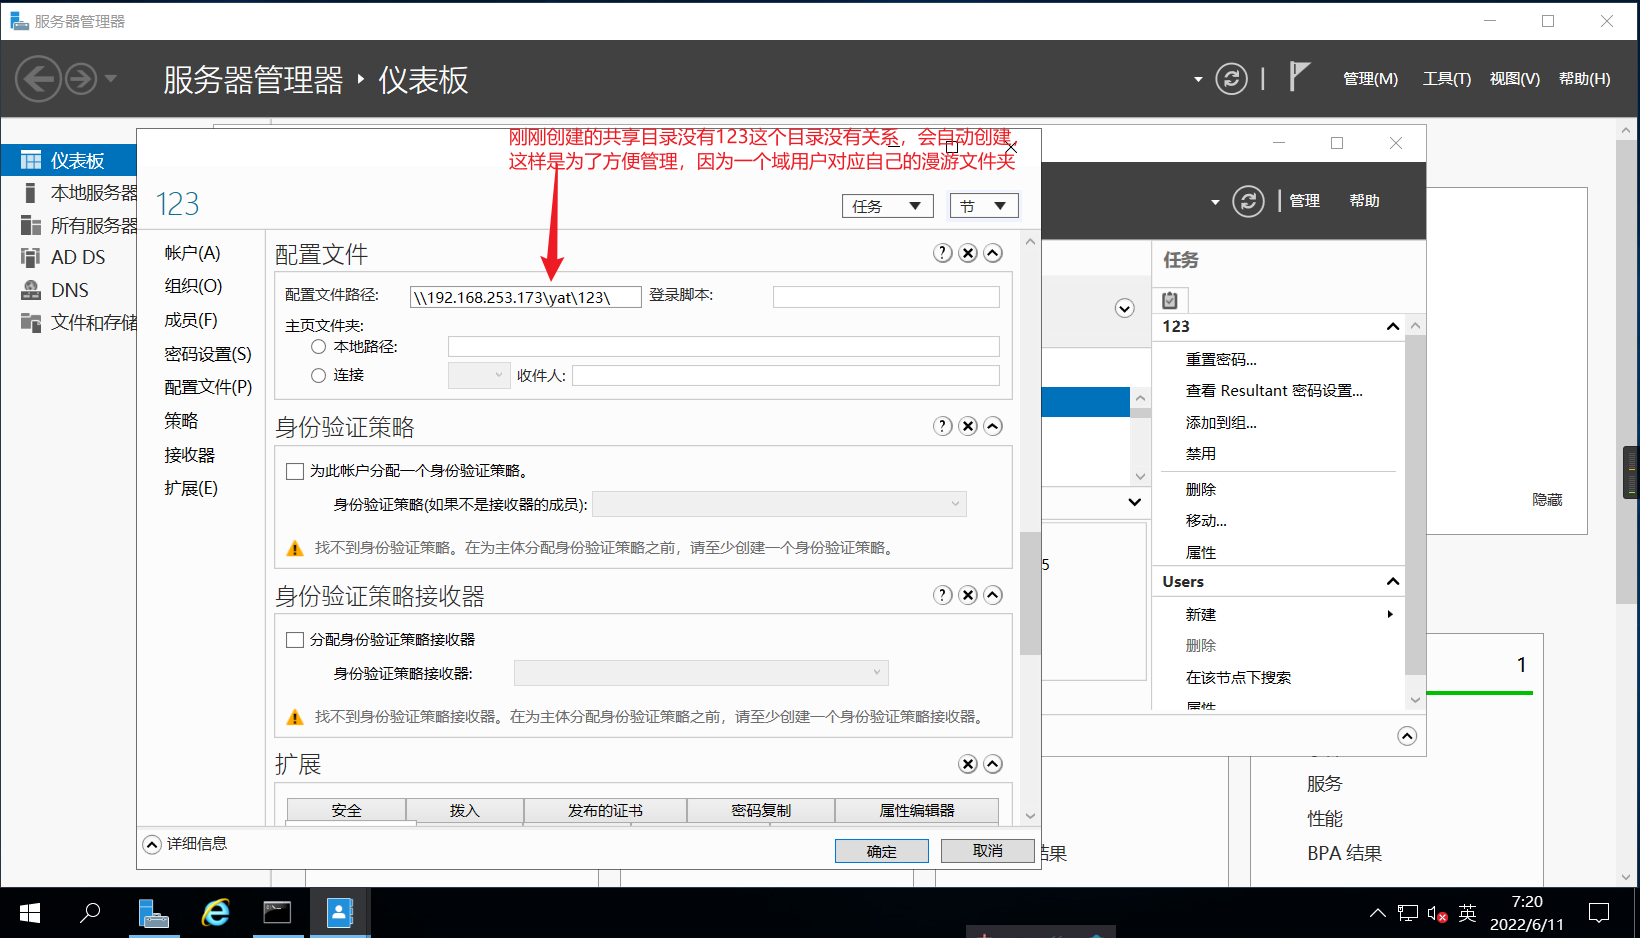 服务器管理器
服务器管理器 ‣ 仪表板
管理(M) 工具(T) 视图(V) 帮助(H)
仪表板
本地服务器
所有服务器
AD DS
DNS
文件和存储
刚刚创建的共享目录没有123这个目录没有关系，会自动创建
这样是为了方便管理，因为一个域用户对应自己的漫游文件夹
123
任务
节
帐户(A)
组织(O)
成员(F)
密码设置(S)
配置文件(P)
策略
接收器
扩展(E)
配置文件
配置文件路径:
\\192.168.253.173\yat\123\
登录脚本:
主页文件夹:
本地路径:
连接
收件人:
身份验证策略
为此帐户分配一个身份验证策略。
身份验证策略(如果不是接收器的成员):
找不到身份验证策略。在为主体分配身份验证策略之前，请至少创建一个身份验证策略。
身份验证策略接收器
分配身份验证策略接收器
身份验证策略接收器:
找不到身份验证策略接收器。在为主体分配身份验证策略之前，请至少创建一个身份验证策略接收器。
扩展
安全 拨入 发布的证书 密码复制 属性编辑器
详细信息
确定
取消
管理 帮助
任务
123
重置密码...
查看 Resultant 密码设置...
添加到组...
禁用
删除
移动...
属性
Users
新建
删除
在该节点下搜索
属性
5
隐藏
1
服务
性能
BPA 结果
结果
英
7:20
2022/6/11